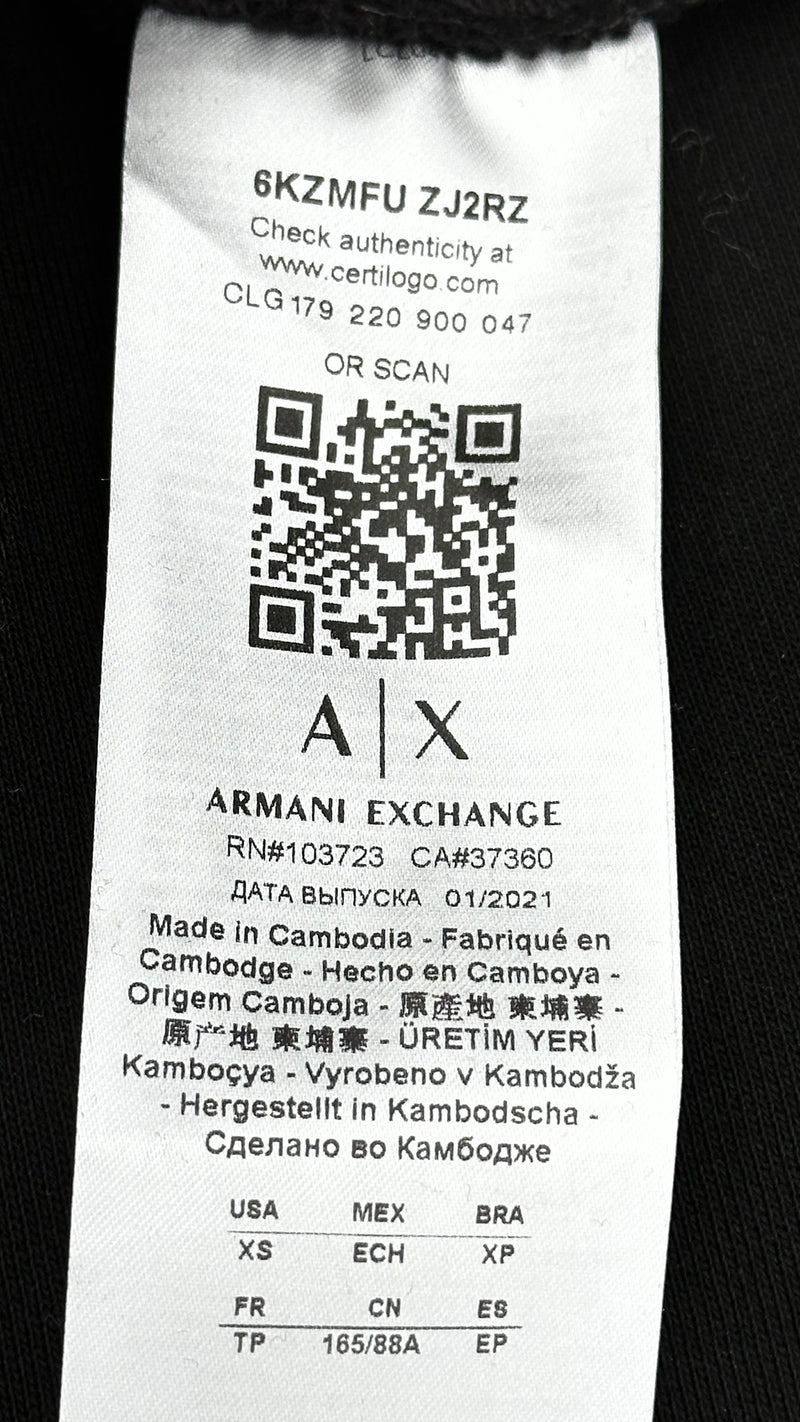 6KZMFU ZJ2RZ
Check authenticity at
www.certilogo.com
CLG 179 220 900 047
OR SCAN
A|X
ARMANI EXCHANGE
RN#103723 CA#37360
ДАТА ВЫПУСКА 01/2021
Made in Cambodia - Fabriqué en
Cambodge - Hecho en Camboya -
Origem Camboja - 原產地 柬埔寨 -
原产地 柬埔寨 - ÜRETİM YERİ
Kamboçya - Vyrobeno v Kambodža
- Hergestellt in Kambodscha -
Сделано во Камбодже
USA MEX BRA
XS ECH XP
FR CN ES
TP 165/88A EP